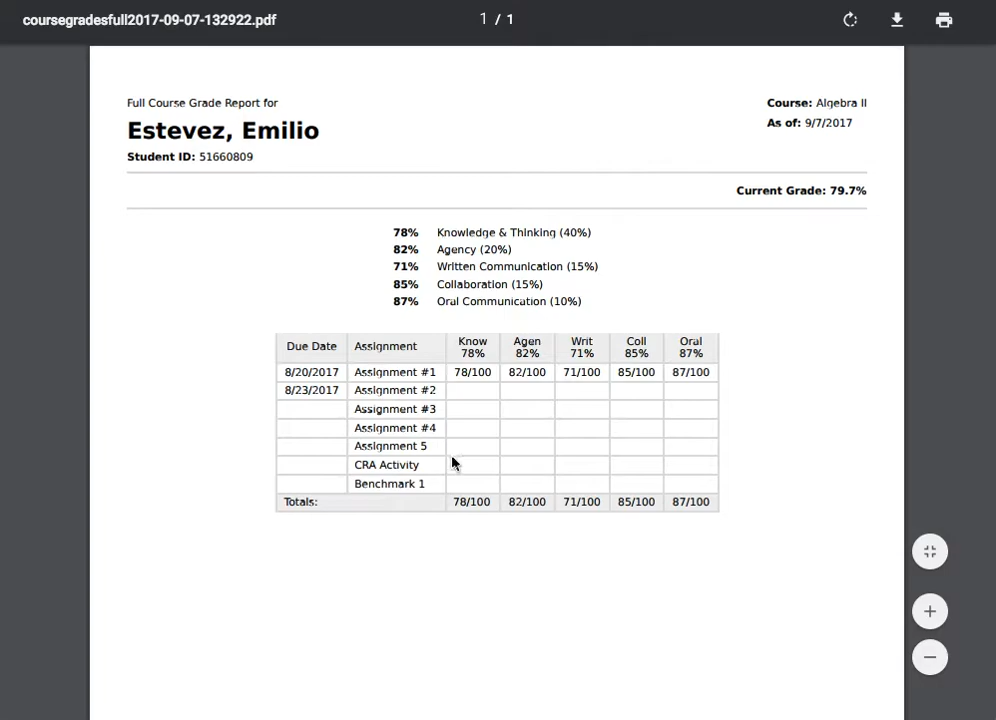 coursegradesfull2017-09-07-132922.pdf 1 / 1
Full Course Grade Report for
Course: Algebra II
Estevez, Emilio
As of: 9/7/2017
Student ID: 51660809
Current Grade: 79.7%
78% Knowledge & Thinking (40%)
82% Agency (20%)
71% Written Communication (15%)
85% Collaboration (15%)
87% Oral Communication (10%)
Due Date Assignment Know 78% Agen 82% Writ 71% Coll 85% Oral 87%
8/20/2017 Assignment #1 78/100 82/100 71/100 85/100 87/100
8/23/2017 Assignment #2
Assignment #3
Assignment #4
Assignment 5
CRA Activity
Benchmark 1
Totals: 78/100 82/100 71/100 85/100 87/100